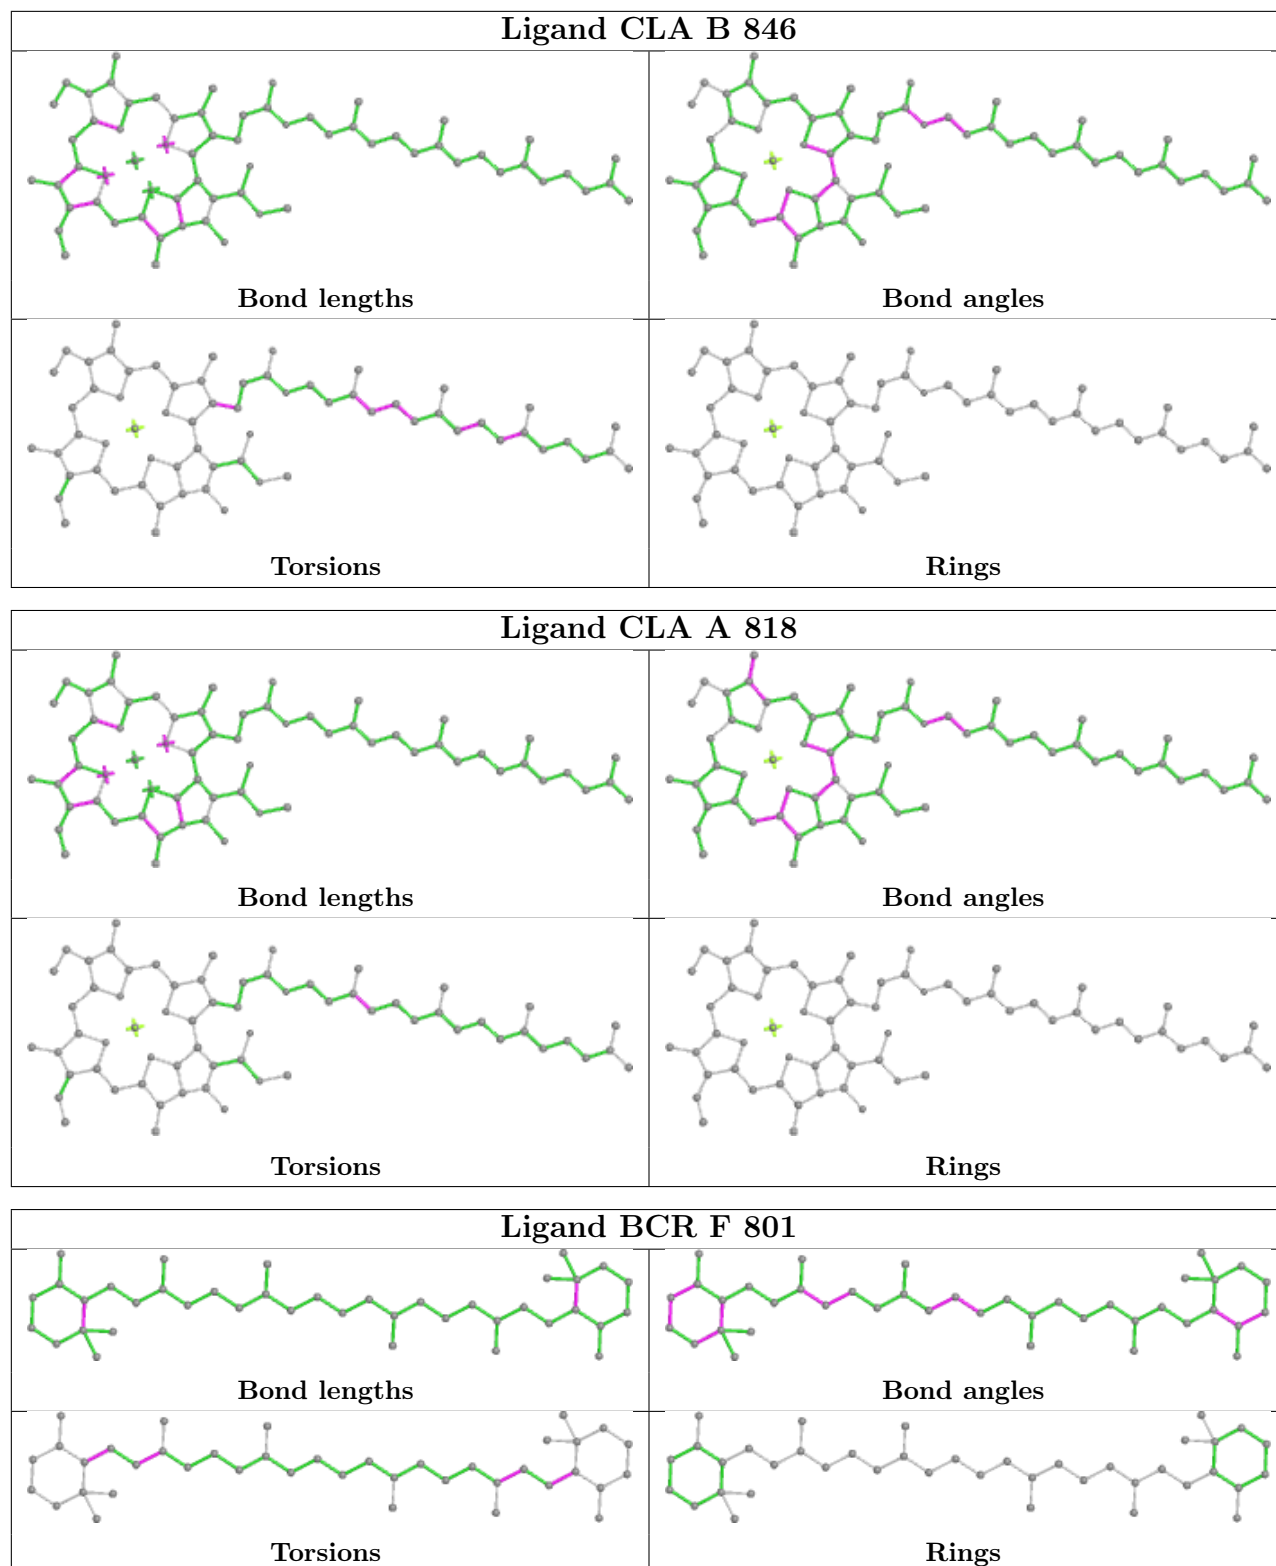 Ligand CLA B 846
Bond lengths
Bond angles
Torsions
Rings
Ligand CLA A 818
Bond lengths
Bond angles
Torsions
Rings
Ligand BCR F 801
Bond lengths
Bond angles
Torsions
Rings